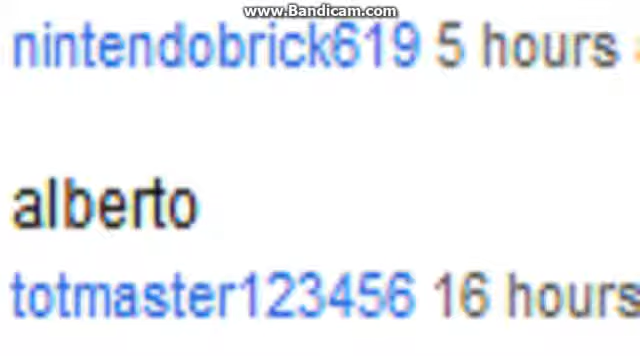 www.Bandicam.com
nintendobrick619 5 hours
alberto
totmaster123456 16 hours